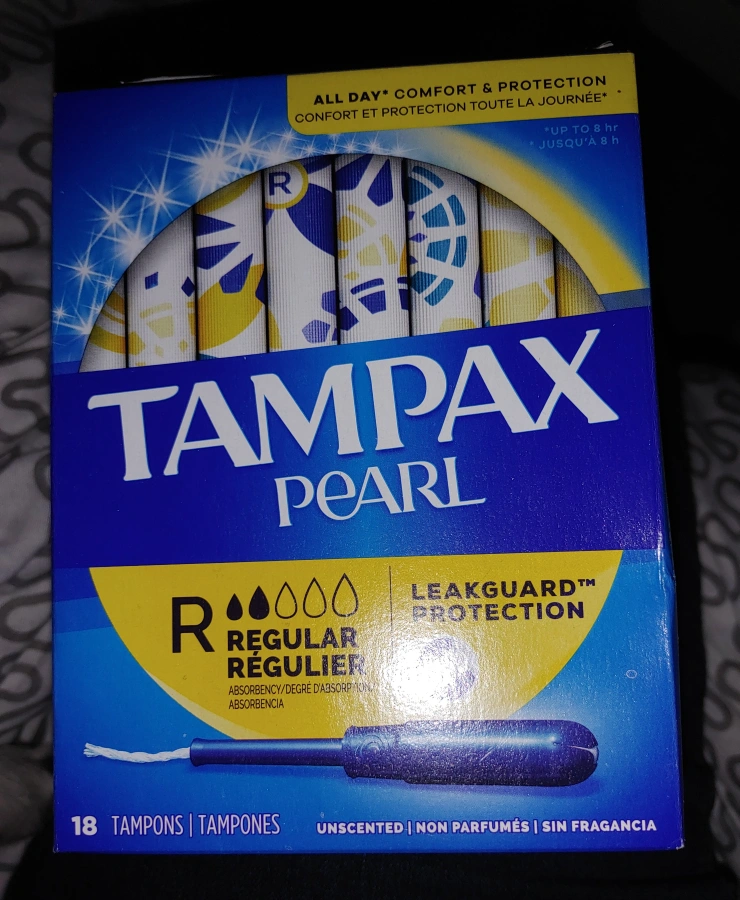 ALL DAY* COMFORT & PROTECTION
CONFORT ET PROTECTION TOUTE LA JOURNÉE*
*UP TO 8 hr
* JUSQU'À 8 h
R
TAMPAX
PEARL
R
REGULAR
RÉGULIER
ABSORBENCY/DEGRÉ D'ABSORPTION
ABSORBENCIA
LEAKGUARD™
PROTECTION
18 TAMPONS | TAMPONES
UNSCENTED | NON PARFUMÉS | SIN FRAGANCIA